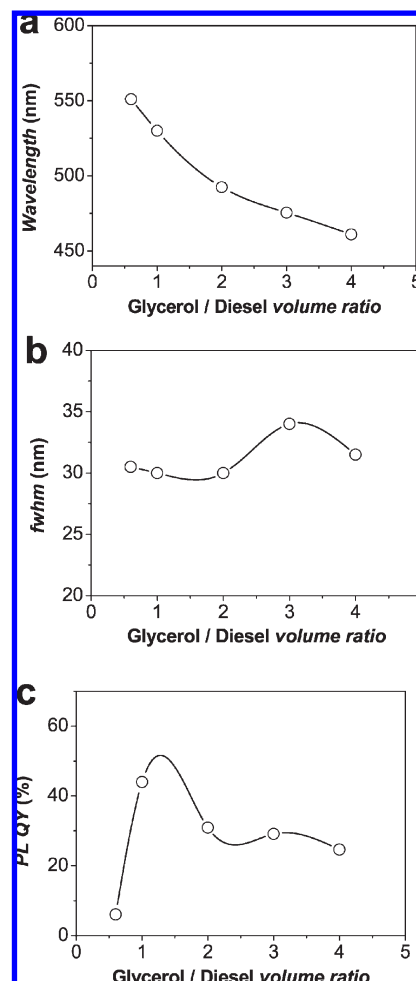 a
600
550
500
450
Wavelength (nm)
0 1 2 3 4 5
Glycerol / Diesel volume ratio
b
40
35
30
25
20
fwhm (nm)
0 1 2 3 4
Glycerol / Diesel volume ratio
c
60
40
20
0
PL QY (%)
0 1 2 3 4 5
Glycerol / Diesel volume ratio